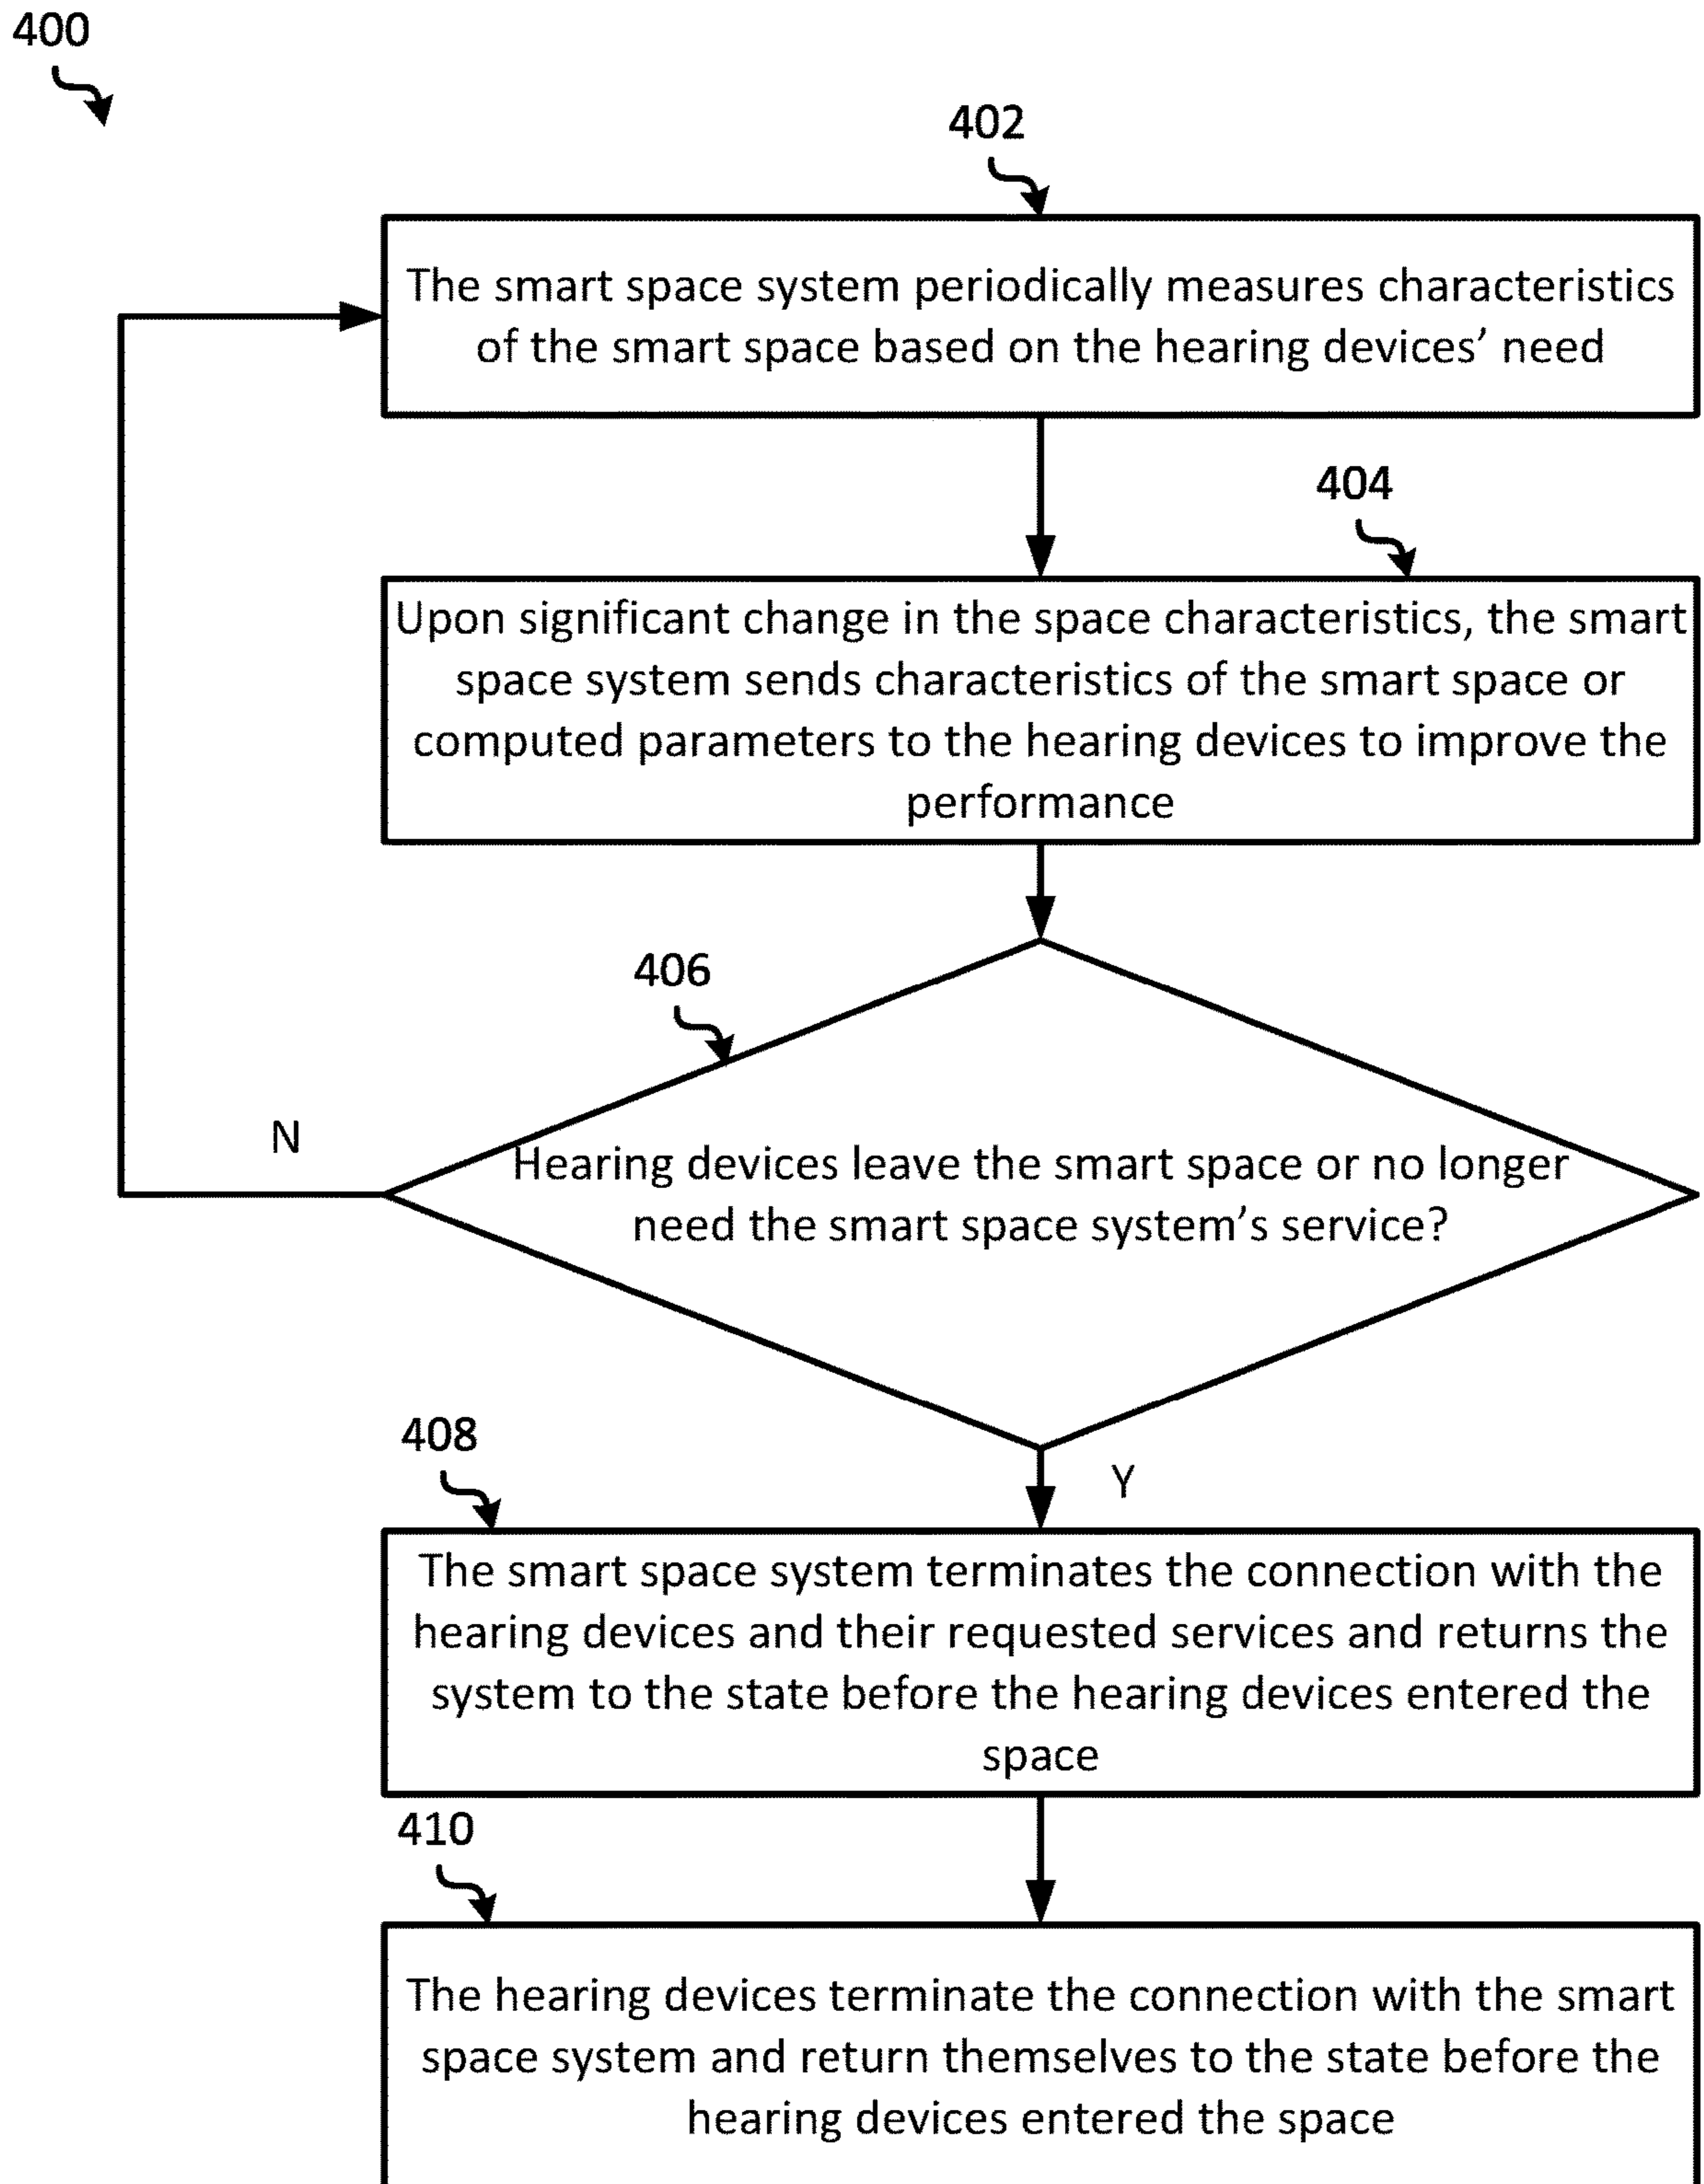 400
402
The smart space system periodically measures characteristics
of the smart space based on the hearing devices’ need
404
Upon significant change in the space characteristics, the smart
space system sends characteristics of the smart space or
computed parameters to the hearing devices to improve the
performance
406
N
Hearing devices leave the smart space or no longer
need the smart space system’s service?
408
Y
The smart space system terminates the connection with the
hearing devices and their requested services and returns the
system to the state before the hearing devices entered the
space
410
The hearing devices terminate the connection with the smart
space system and return themselves to the state before the
hearing devices entered the space